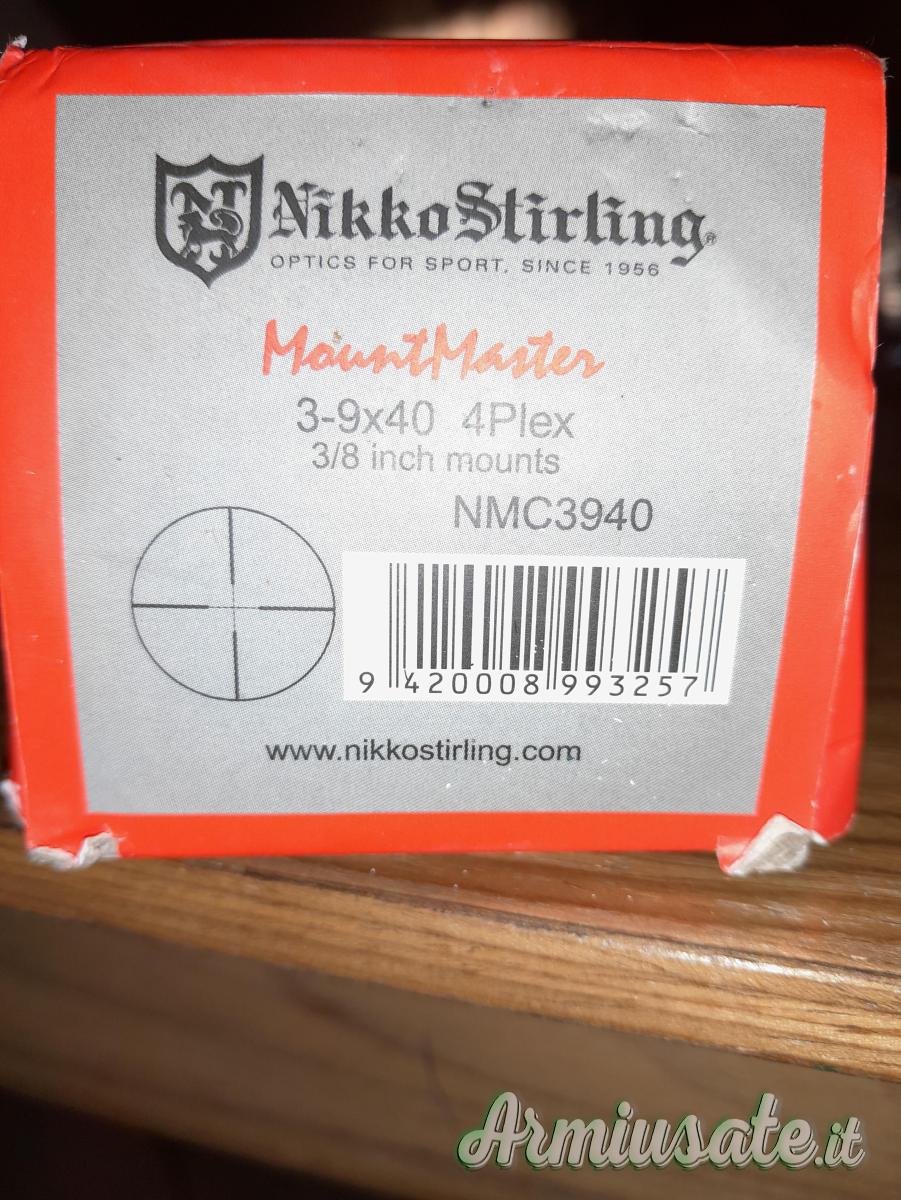 NikkoStirling®
OPTICS FOR SPORT. SINCE 1956
MountMaster
3-9x40 4Plex
3/8 inch mounts
NMC3940
9 420008 993257
www.nikkostirling.com
Armiusate.it